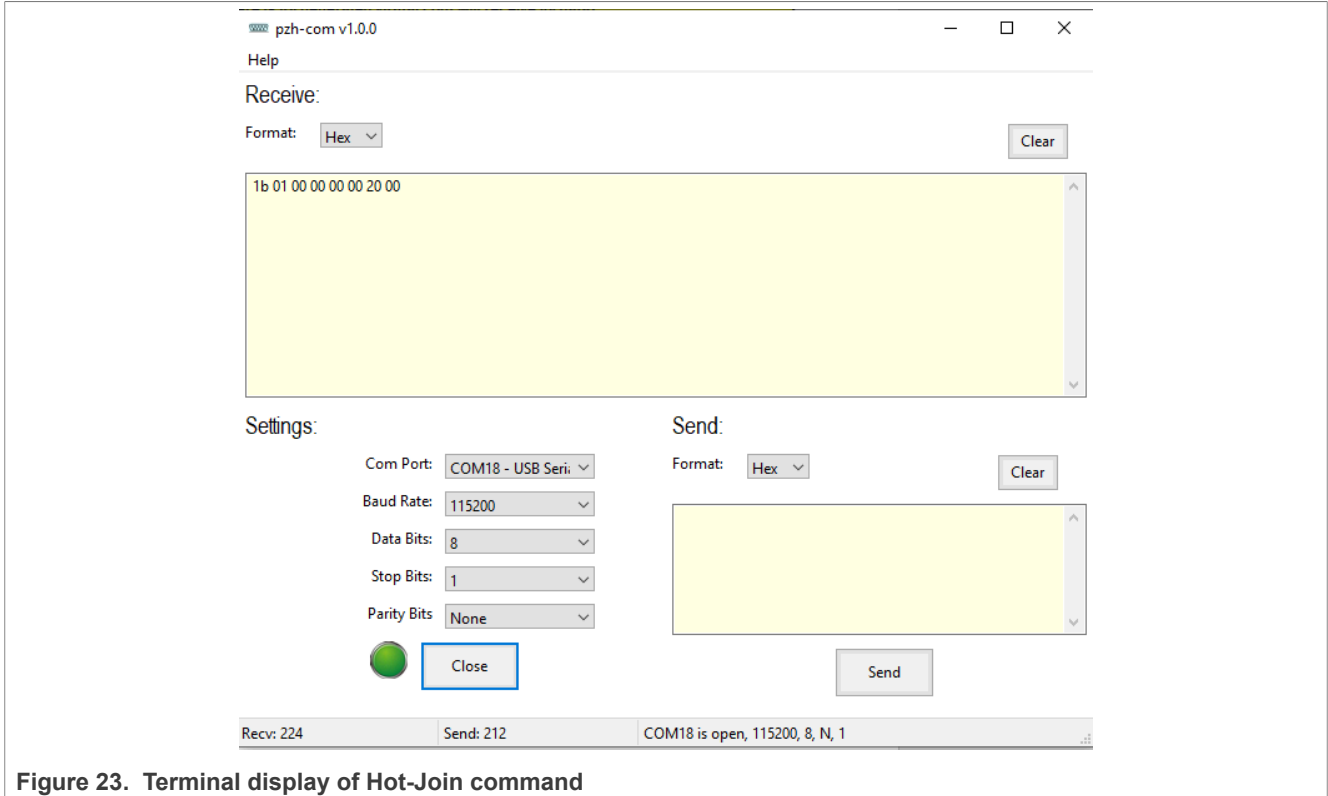 pzh-com v1.0.0
Help
Receive:
Format: Hex Clear
1b 01 00 00 00 00 20 00
Settings: Send:
Com Port: COM18 - USB Seri Format: Hex Clear
Baud Rate: 115200
Data Bits: 8
Stop Bits: 1
Parity Bits None
Close Send
Recv: 224 Send: 212 COM18 is open, 115200, 8, N, 1
Figure 23. Terminal display of Hot-Join command